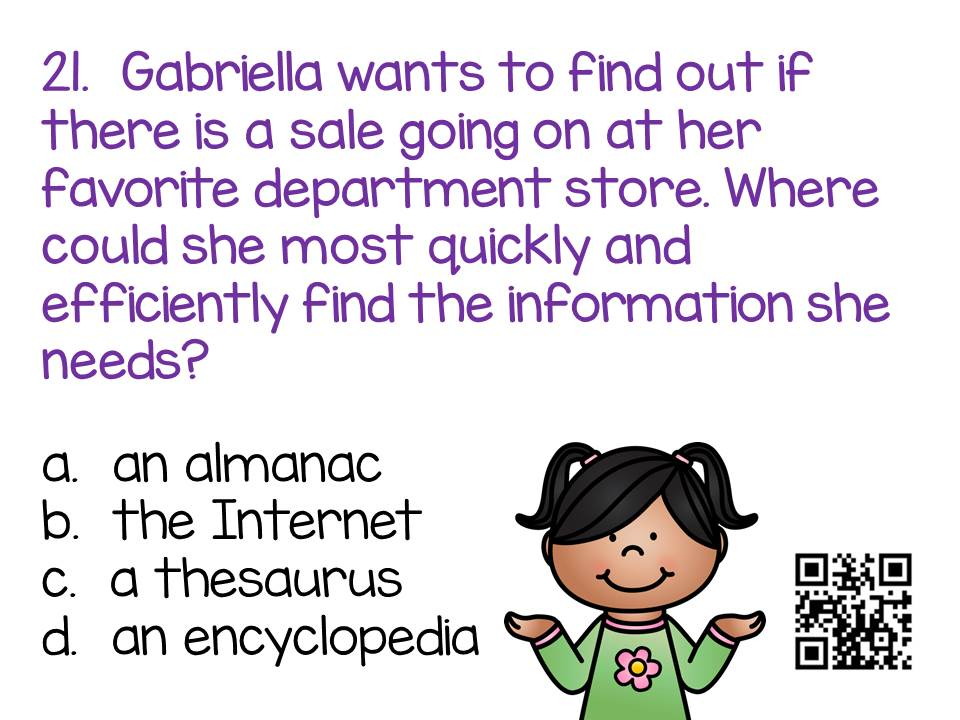 21. Gabriella wants to find out if
there is a sale going on at her
favorite department store. Where
could she most quickly and
efficiently find the information she
needs?
a. an almanac
b. the Internet
c. a thesaurus
d. an encyclopedia